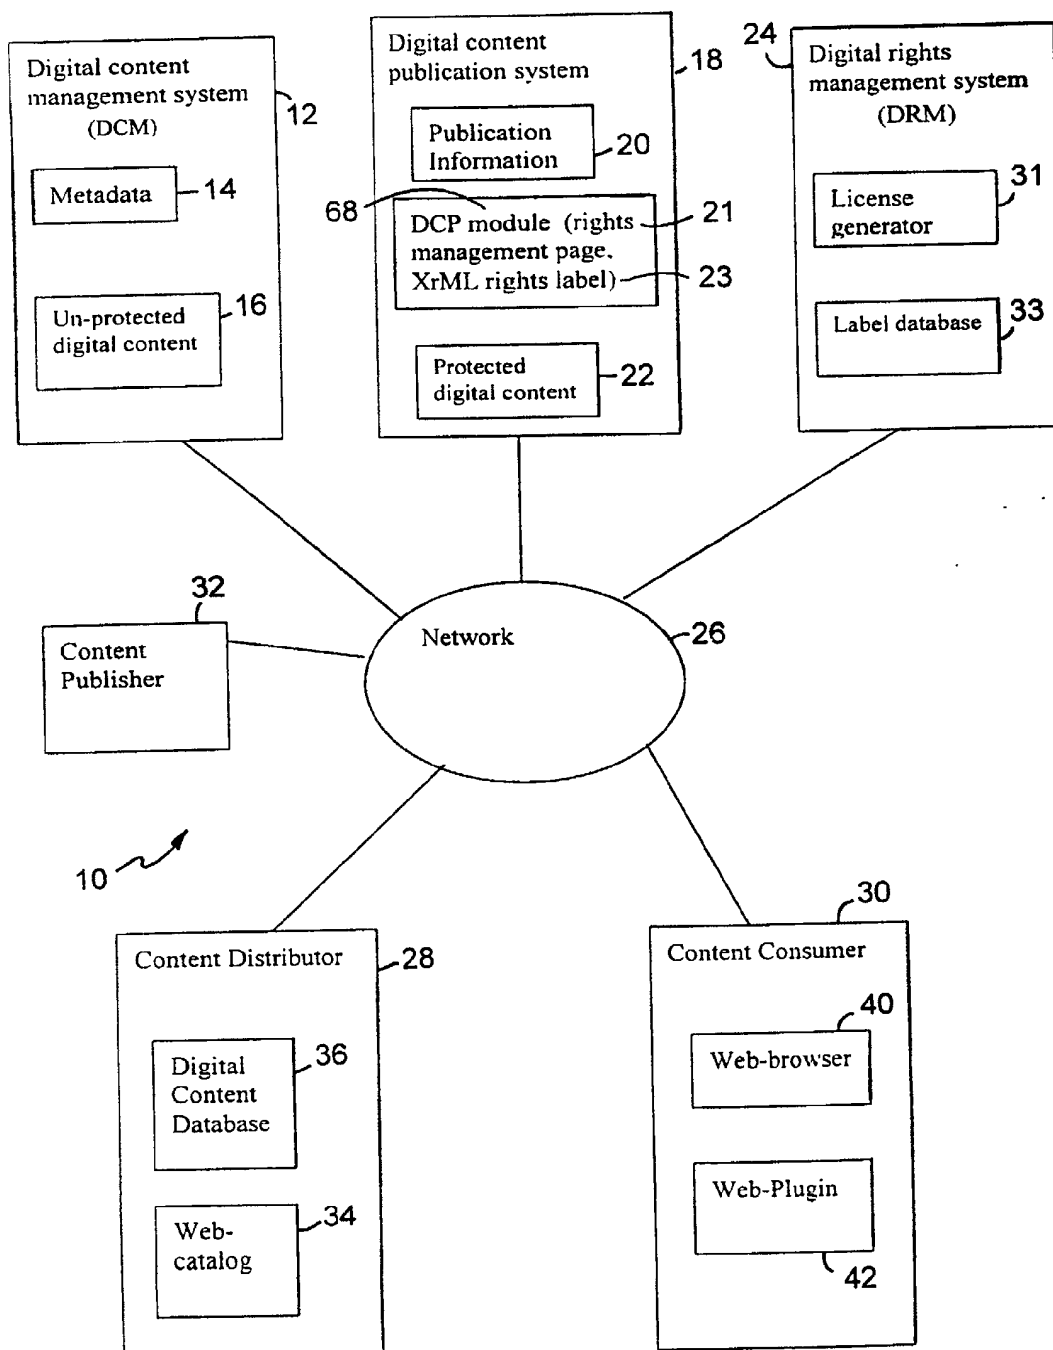 Digital content
management system
(DCM)
12
Metadata
14
Un-protected
digital content
16
Digital content
publication system
18
Publication
Information
20
68
DCP module (rights
management page,
XrML rights label)
21
23
Protected
digital content
22
24
Digital rights
management system
(DRM)
License
generator
31
Label database
33
32
Content
Publisher
Network
26
10
Content Distributor
28
Digital
Content
Database
36
Web-
catalog
34
30
Content Consumer
40
Web-browser
Web-Plugin
42